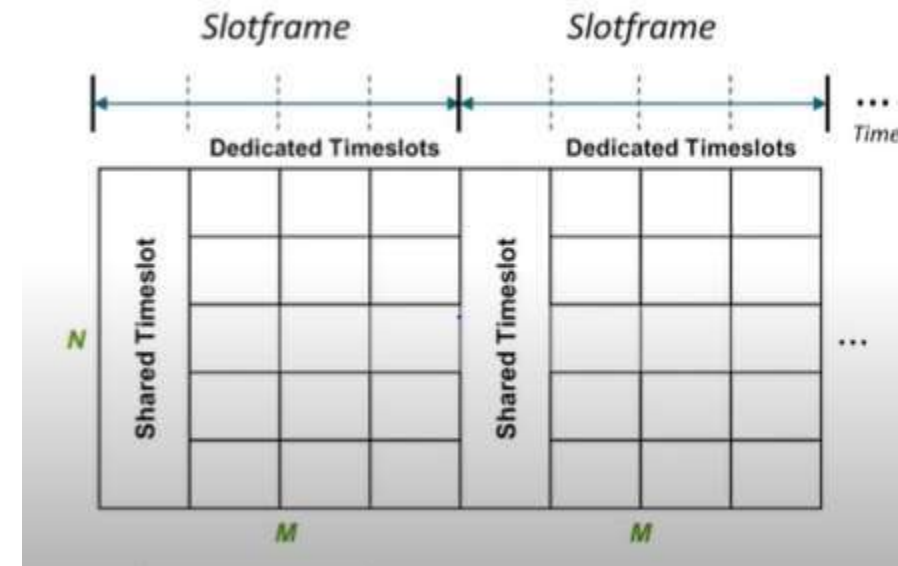 Slotframe Slotframe
...
Time
Dedicated Timeslots Dedicated Timeslots
Shared Timeslot Shared Timeslot
N
...
M M